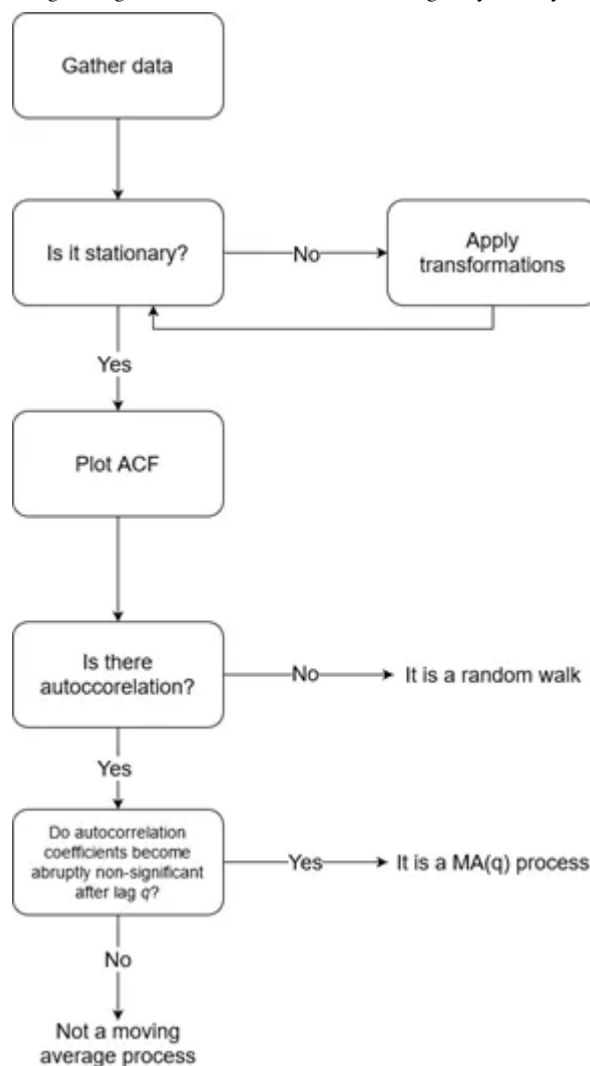 Gather data
Is it stationary?
No
Apply
transformations
Yes
Plot ACF
Is there
autoccorelation?
No
It is a random walk
Yes
Do autocorrelation
coefficients become
abruptly non-significant
after lag q?
Yes
It is a MA(q) process
No
Not a moving
average process